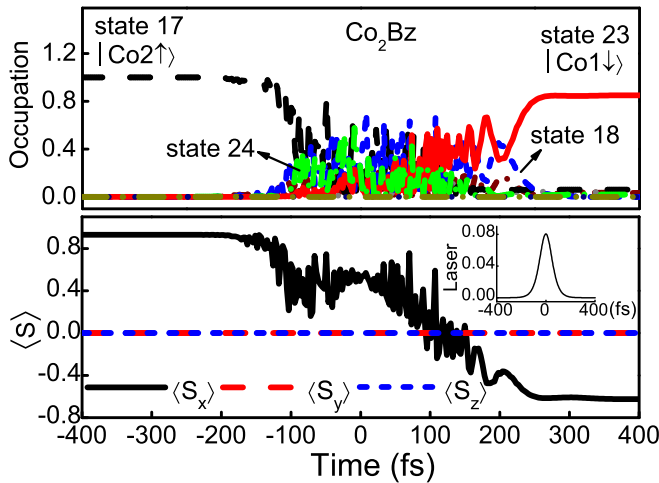 state 17
|Co2↑⟩
Co₂Bz
state 23
|Co1↓⟩
1.2
0.8
0.4
0.0
Occupation
state 24
state 18
0.8
0.4
0.0
-0.4
-0.8
⟨S⟩
Laser
0.08
0.04
0.00
-400 0 400 (fs)
⟨Sₓ⟩ ⟨S_y⟩ ⟨S_z⟩
-400 -300 -200 -100 0 100 200 300 400
Time (fs)